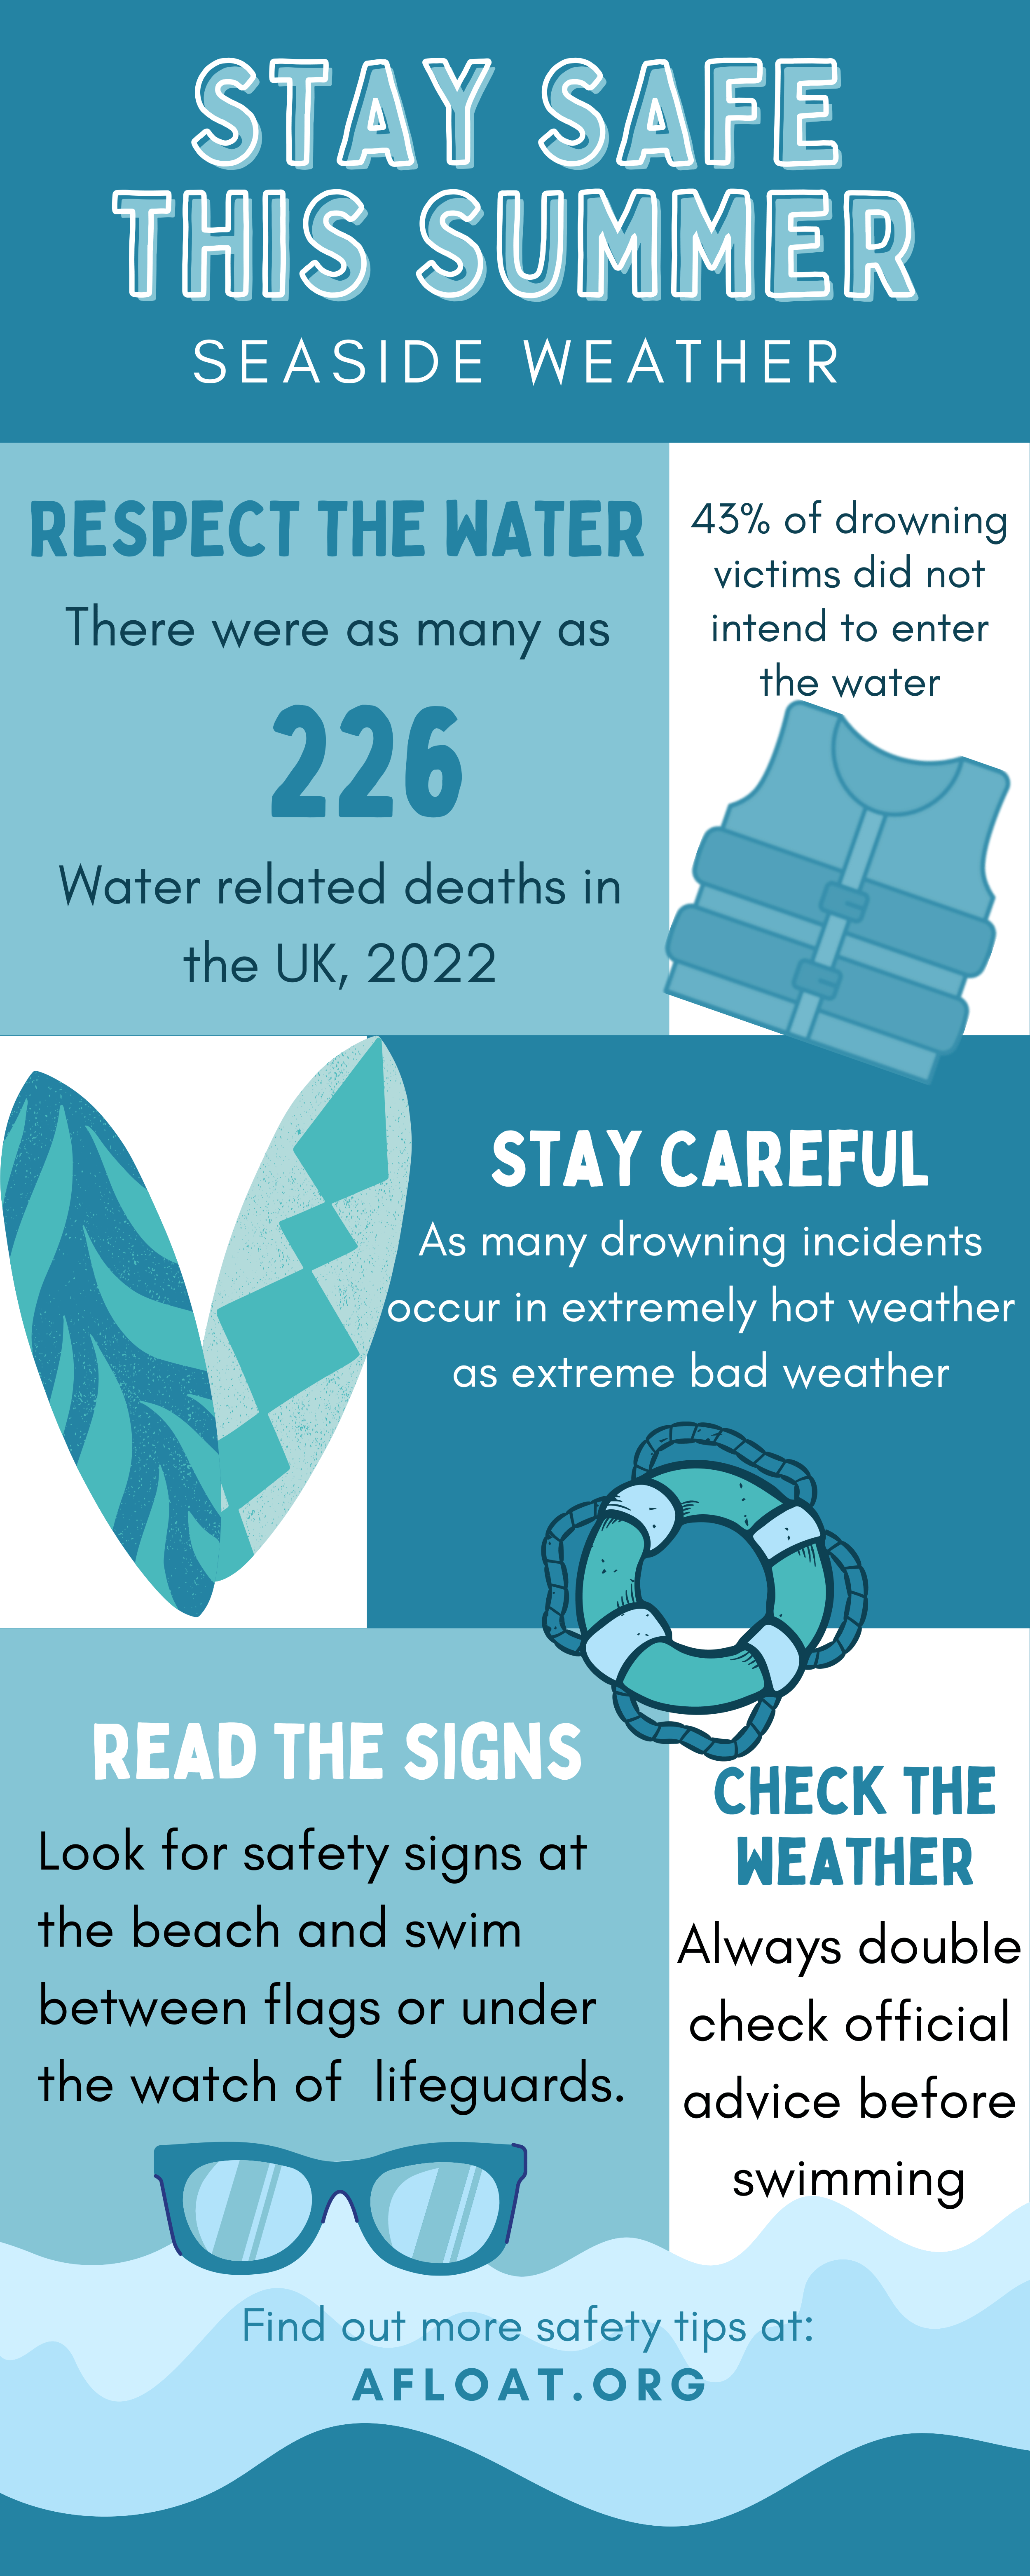 STAY SAFE
THIS SUMMER
SEASIDE WEATHER
RESPECT THE WATER
There were as many as
226
Water related deaths in
the UK, 2022
43% of drowning
victims did not
intend to enter
the water
STAY CAREFUL
As many drowning incidents
occur in extremely hot weather
as extreme bad weather
READ THE SIGNS
Look for safety signs at
the beach and swim
between flags or under
the watch of  lifeguards.
CHECK THE
WEATHER
Always double
check official
advice before
swimming
Find out more safety tips at:
AFLOAT.ORG